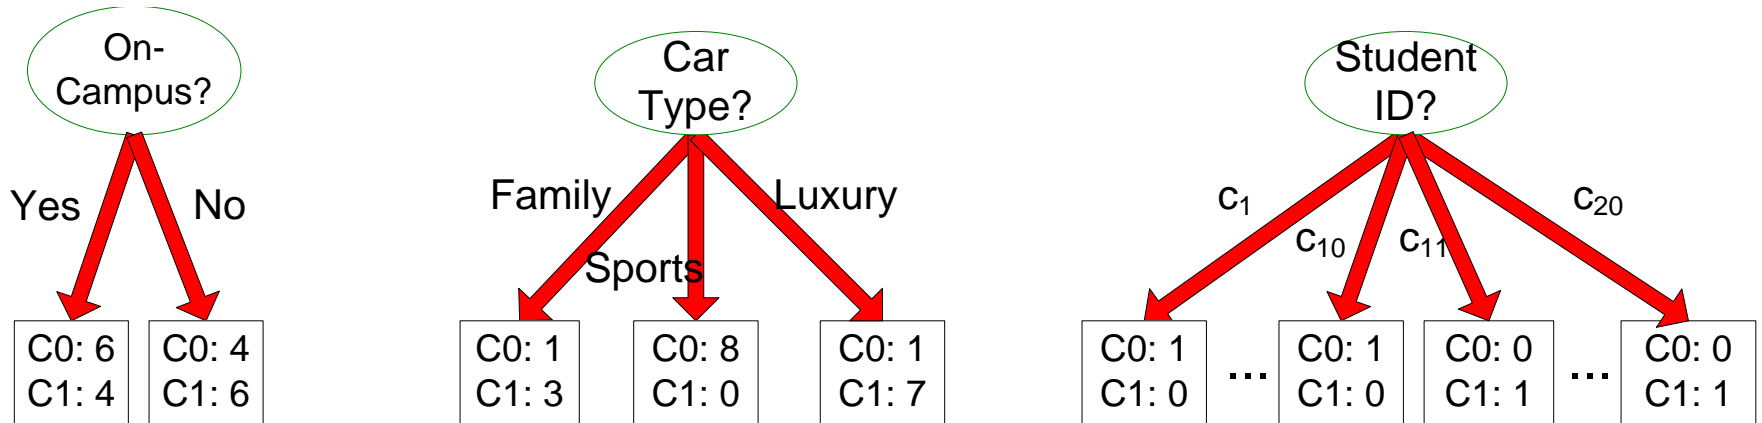 On-
Campus?
Yes
No
C0: 6
C1: 4
C0: 4
C1: 6
Car
Type?
Family
Sports
Luxury
C0: 1
C1: 3
C0: 8
C1: 0
C0: 1
C1: 7
Student
ID?
c₁
c₁₀
c₁₁
c₂₀
C0: 1
C1: 0
...
C0: 1
C1: 0
C0: 0
C1: 1
...
C0: 0
C1: 1